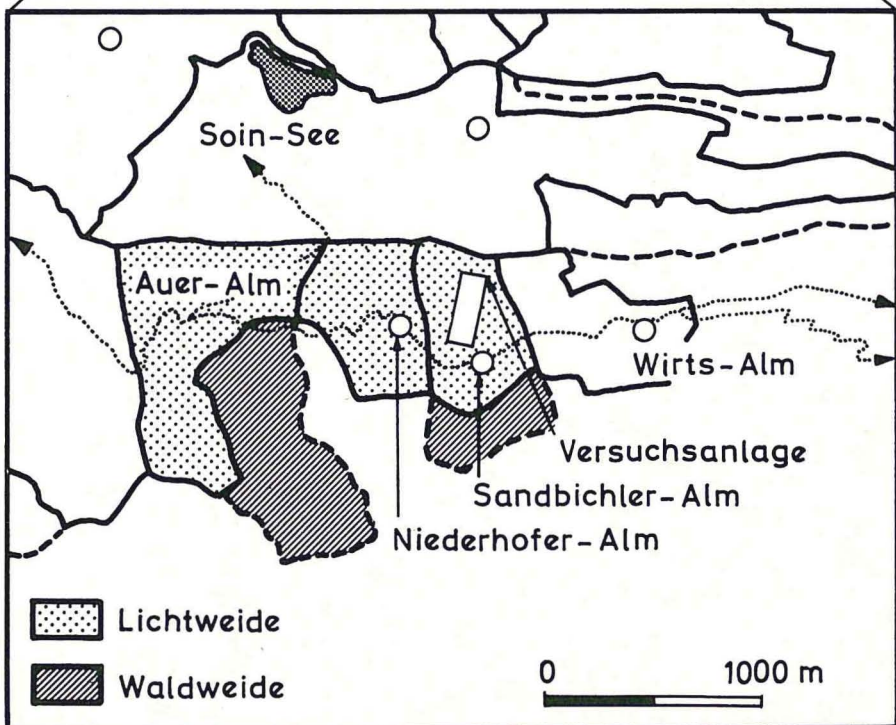 Soin-See
Auer-Alm
Wirts-Alm
Versuchsanlage
Sandbichler-Alm
Niederhofer-Alm
Lichtweide
Waldweide
0 1000 m